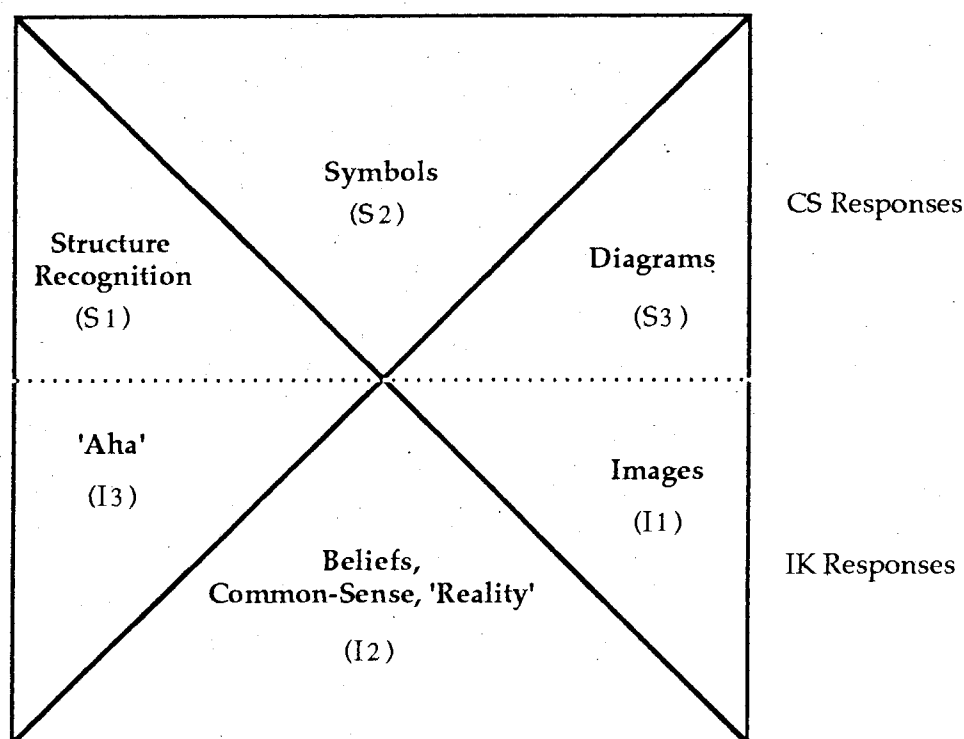 Symbols
(S2)
CS Responses
Structure
Recognition
(S1)
Diagrams
(S3)
'Aha'
(I3)
Images
(I1)
Beliefs,
Common-Sense, 'Reality'
(I2)
IK Responses